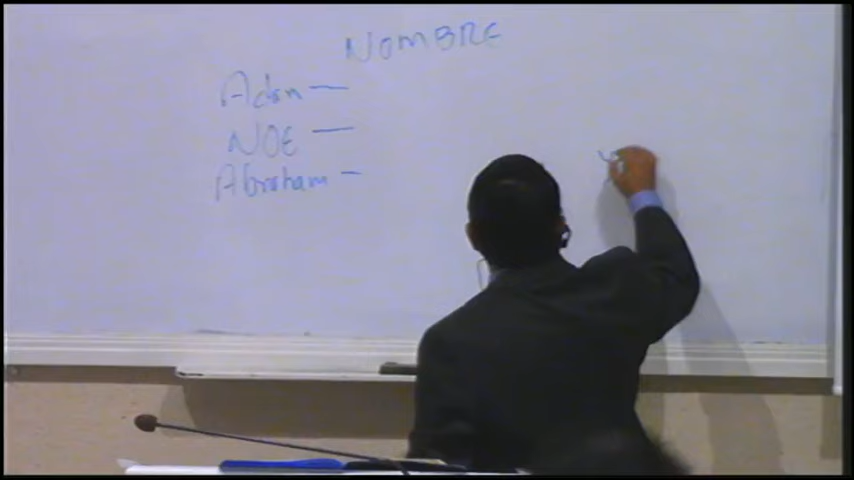 NOMBRE
Adan —
NOE —
Abraham —